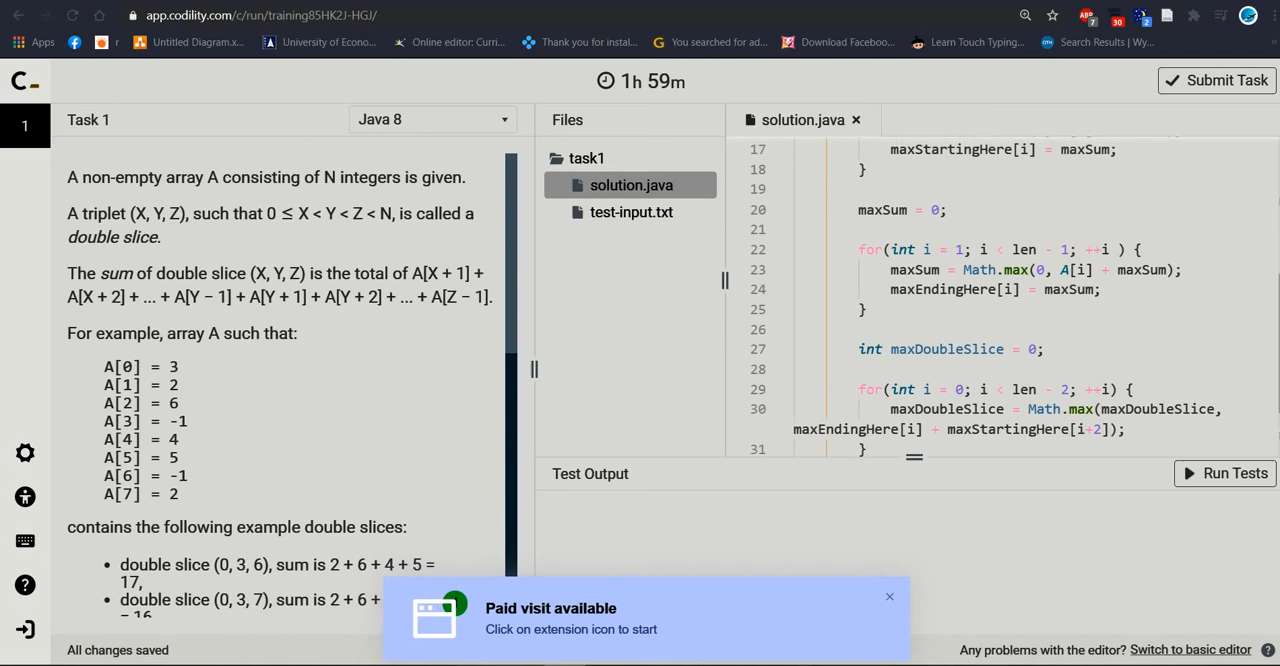 app.codility.com/c/run/training85HK2J-HGJ/
7
30
2
Apps
r
Untitled Diagram.x...
University of Econo...
Online editor: Curri...
Thank you for instal...
You searched for ad...
Download Faceboo...
Learn Touch Typing...
OTH
Search Results | Wy...
C_
1h 59m
Submit Task
1
Task 1
Java 8
Files
solution.java ×
task1
solution.java
test-input.txt
A non-empty array A consisting of N integers is given.
A triplet (X, Y, Z), such that 0 ≤ X < Y < Z < N, is called a
double slice.
The sum of double slice (X, Y, Z) is the total of A[X + 1] +
A[X + 2] + ... + A[Y − 1] + A[Y + 1] + A[Y + 2] + ... + A[Z − 1].
For example, array A such that:
A[0] = 3
A[1] = 2
A[2] = 6
A[3] = -1
A[4] = 4
A[5] = 5
A[6] = -1
A[7] = 2
contains the following example double slices:
• double slice (0, 3, 6), sum is 2 + 6 + 4 + 5 =
17,
• double slice (0, 3, 7), sum is 2 + 6 +
= 16
17 maxStartingHere[i] = maxSum;
18 }
19
20 maxSum = 0;
21
22 for(int i = 1; i < len - 1; ++i ) {
23 maxSum = Math.max(0, A[i] + maxSum);
24 maxEndingHere[i] = maxSum;
25 }
26
27 int maxDoubleSlice = 0;
28
29 for(int i = 0; i < len - 2; ++i) {
30 maxDoubleSlice = Math.max(maxDoubleSlice,
maxEndingHere[i] + maxStartingHere[i+2]);
31 }
Test Output
Run Tests
Paid visit available
Click on extension icon to start
All changes saved
Any problems with the editor? Switch to basic editor